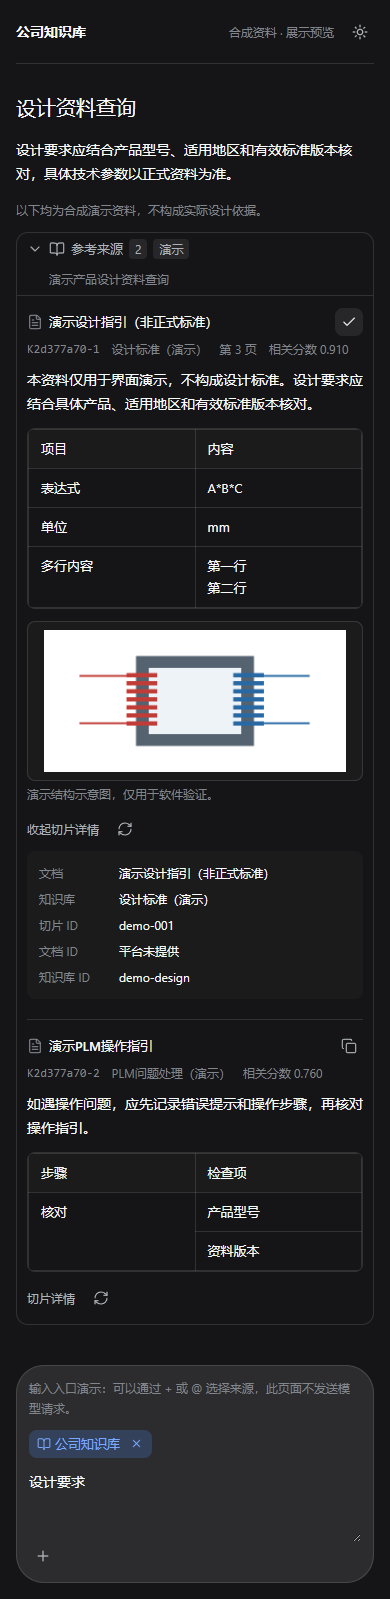 公司知识库
合成资料 · 展示预览
设计资料查询
设计要求应结合产品型号、适用地区和有效标准版本核
对，具体技术参数以正式资料为准。
以下均为合成演示资料，不构成实际设计依据。
参考来源 2 演示
演示产品设计资料查询
演示设计指引（非正式标准）
K2d377a70-1 设计标准（演示） 第 3 页 相关分数 0.910
本资料仅用于界面演示，不构成设计标准。设计要求应
结合具体产品、适用地区和有效标准版本核对。
项目 内容
表达式 A*B*C
单位 mm
多行内容 第一行
第二行
演示结构示意图，仅用于软件验证。
收起切片详情
文档 演示设计指引（非正式标准）
知识库 设计标准（演示）
切片 ID demo-001
文档 ID 平台未提供
知识库 ID demo-design
演示PLM操作指引
K2d377a70-2 PLM问题处理（演示） 相关分数 0.760
如遇操作问题，应先记录错误提示和操作步骤，再核对
操作指引。
步骤 检查项
核对 产品型号
资料版本
切片详情
输入入口演示：可以通过 + 或 @ 选择来源，此页面不发送模
型请求。
公司知识库 ×
设计要求
+